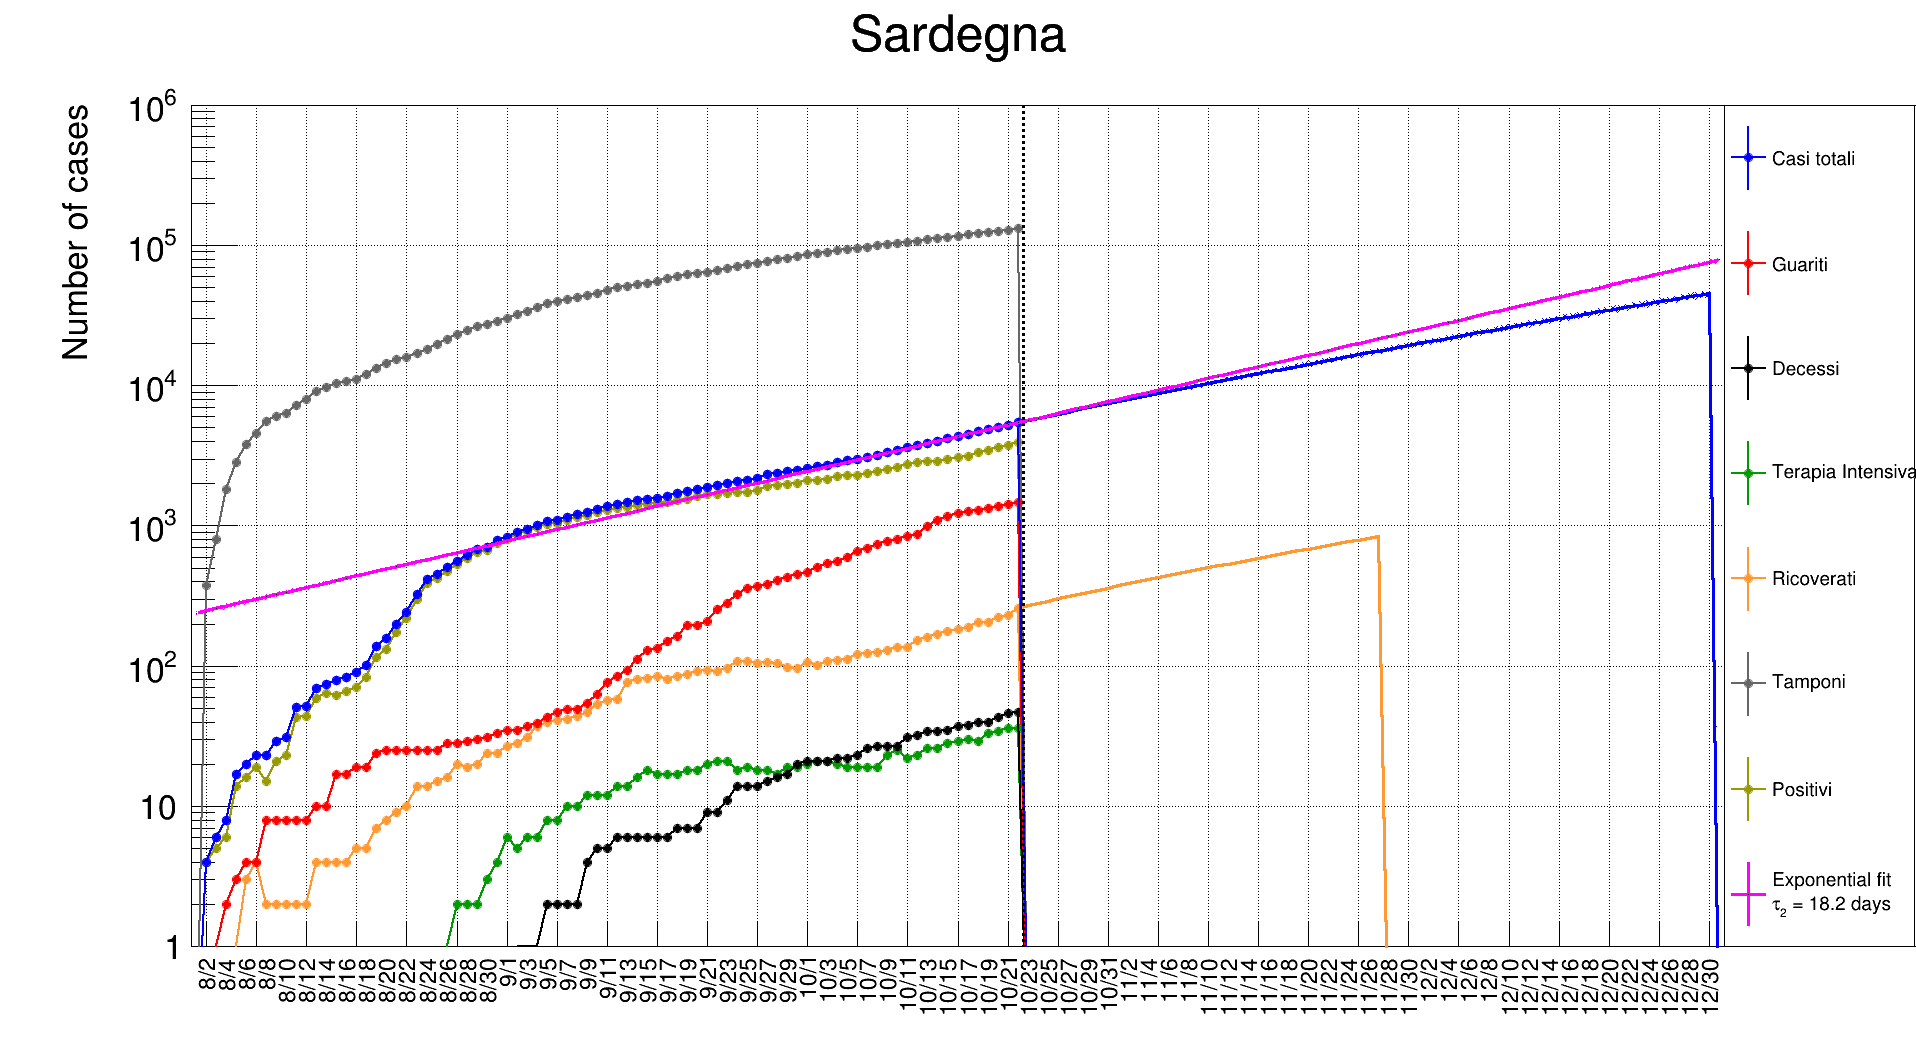 Sardegna
Number of cases
10^6
10^5
10^4
10^3
10^2
10
1
8/2 8/4 8/6 8/8 8/10 8/12 8/14 8/16 8/18 8/20 8/22 8/24 8/26 8/28 8/30 9/1 9/3 9/5 9/7 9/9 9/11 9/13 9/15 9/17 9/19 9/21 9/23 9/25 9/27 9/29 10/1 10/3 10/5 10/7 10/9 10/11 10/13 10/15 10/17 10/19 10/21 10/23 10/25 10/27 10/29 10/31 11/2 11/4 11/6 11/8 11/10 11/12 11/14 11/16 11/18 11/20 11/22 11/24 11/26 11/28 11/30 12/2 12/4 12/6 12/8 12/10 12/12 12/14 12/16 12/18 12/20 12/22 12/24 12/26 12/28 12/30
Casi totali
Guariti
Decessi
Terapia Intensiva
Ricoverati
Tamponi
Positivi
Exponential fit
τ₂ = 18.2 days